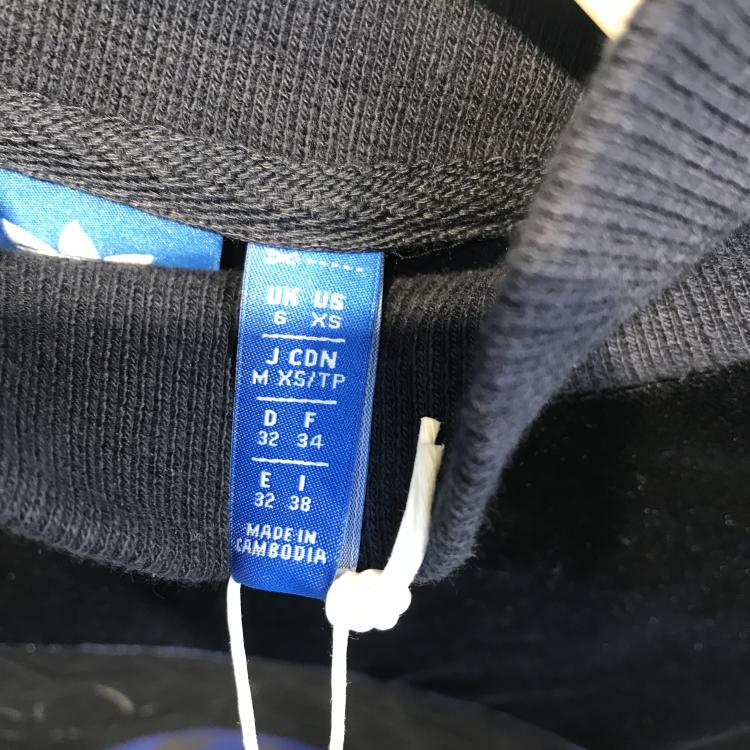 UK US
6 XS
J CDN
M XS/TP
D F
32 34
E I
32 38
MADE IN
CAMBODIA